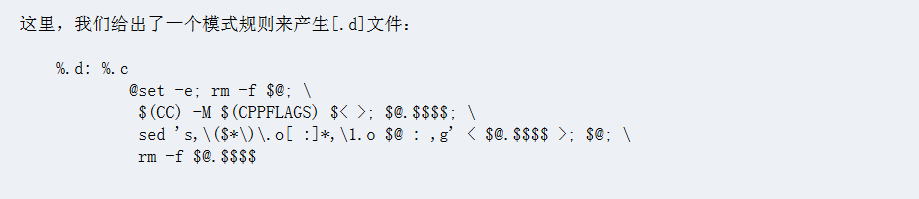 这里，我们给出了一个模式规则来产生[.d]文件：
%.d: %.c
@set -e; rm -f $@; \
$(CC) -M $(CPPFLAGS) $< >; $@.$$$$; \
sed 's,\($*\)\.o[ :]*,\1.o $@ : ,g' < $@.$$$$ >; $@; \
rm -f $@.$$$$